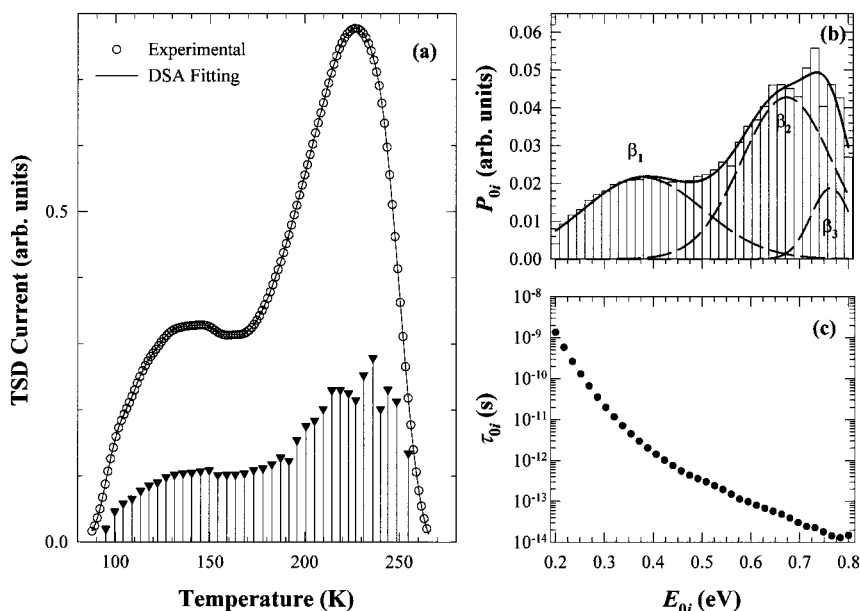 (a)
Experimental
DSA Fitting
TSD Current (arb. units)
0.5
0.0
100 150 200 250
Temperature (K)
(b)
P0i (arb. units)
0.06
0.05
0.04
0.03
0.02
0.01
0.00
β1
β2
β3
(c)
τ0i (s)
10-8
10-9
10-10
10-11
10-12
10-13
10-14
0.2 0.3 0.4 0.5 0.6 0.7 0.8
E0i (eV)